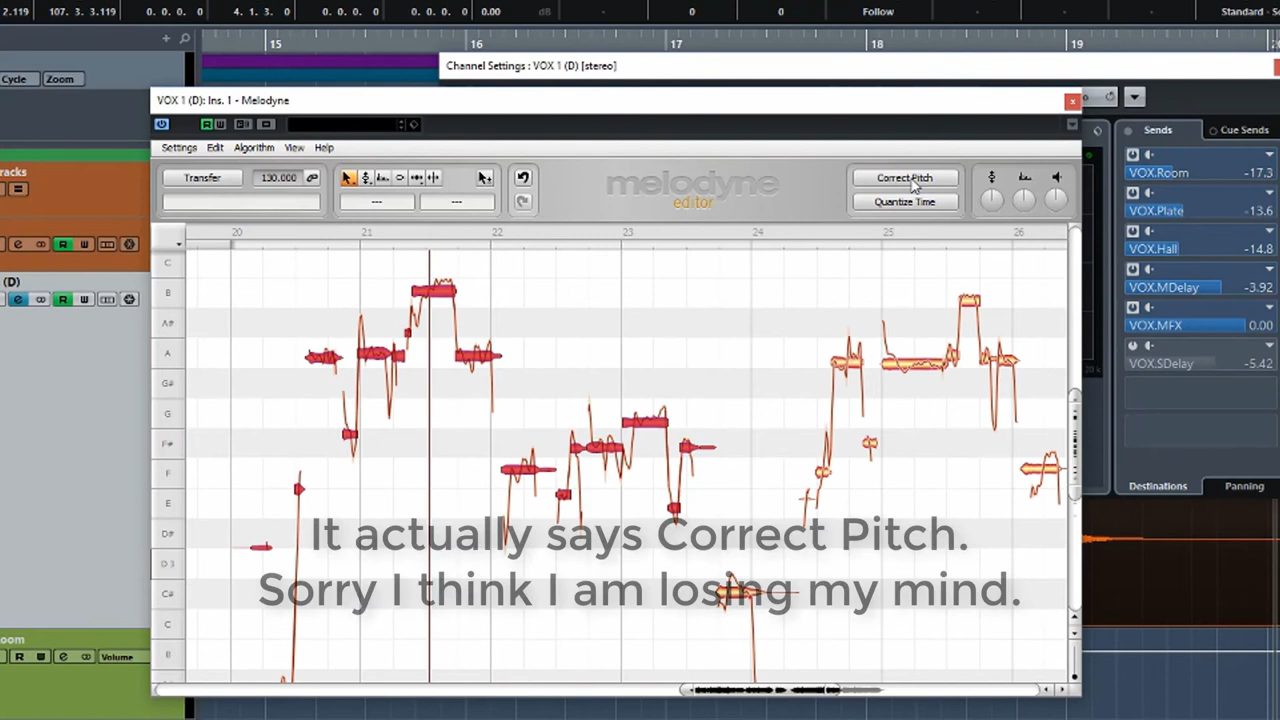 2.119 107. 3. 3.119 0. 0. 0. 0 4. 1. 3. 0 0. 0. 0. 0 0. 0. 0. 0 0.00 dB - 0 0 Follow - - Standard - S
15 16 17 18 19
Channel Settings : VOX 1 (D) [stereo]
Cycle Zoom
VOX 1 (D): Ins. 1 - Melodyne
R W
Settings Edit Algorithm View Help
Transfer 130.000
--- ---
melodyne
editor
Correct Pitch
Quantize Time
Sends Cue Sends
VOX.Room -17.3
VOX.Plate -13.6
VOX.Hall -14.8
VOX.MDelay -3.92
VOX.MFX 0.00
VOX.SDelay -5.42
Destinations Panning
racks
e R W
(D)
e R W
20 21 22 23 24 25 26
C
B
A#
A
G#
G
F#
F
E
D#
D 3
C#
C
B
It actually says Correct Pitch.
Sorry I think I am losing my mind.
oom
R W e Volume